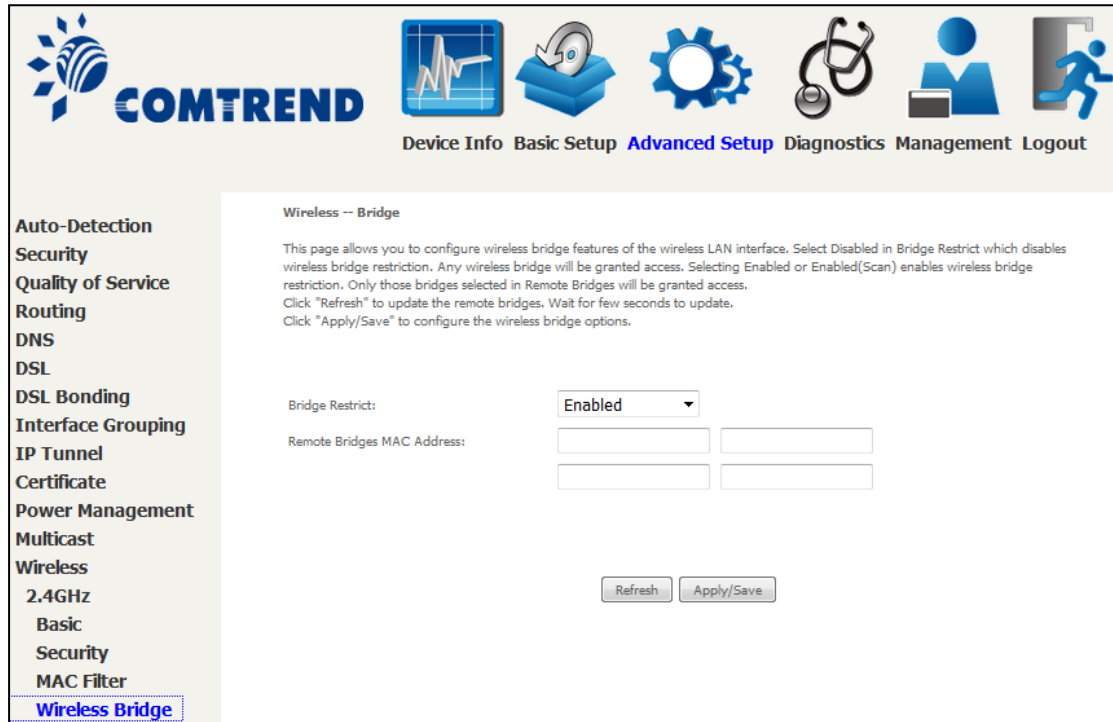 COMTREND
Device Info Basic Setup Advanced Setup Diagnostics Management Logout
Auto-Detection
Security
Quality of Service
Routing
DNS
DSL
DSL Bonding
Interface Grouping
IP Tunnel
Certificate
Power Management
Multicast
Wireless
2.4GHz
Basic
Security
MAC Filter
Wireless Bridge
Wireless -- Bridge
This page allows you to configure wireless bridge features of the wireless LAN interface. Select Disabled in Bridge Restrict which disables
wireless bridge restriction. Any wireless bridge will be granted access. Selecting Enabled or Enabled(Scan) enables wireless bridge
restriction. Only those bridges selected in Remote Bridges will be granted access.
Click "Refresh" to update the remote bridges. Wait for few seconds to update.
Click "Apply/Save" to configure the wireless bridge options.
Bridge Restrict: Enabled
Remote Bridges MAC Address:
Refresh Apply/Save